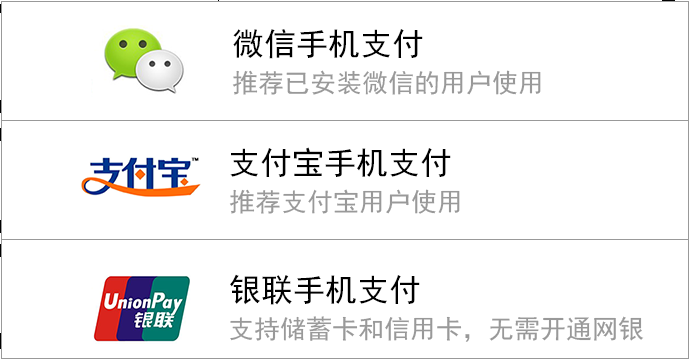 微信手机支付
推荐已安装微信的用户使用
支付宝™
支付宝手机支付
推荐支付宝用户使用
UnionPay
银联
银联手机支付
支持储蓄卡和信用卡，无需开通网银